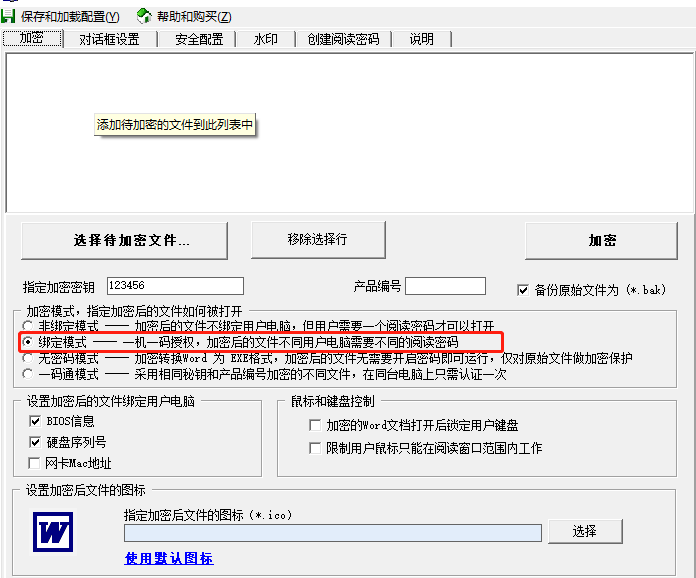 保存和加载配置(Y) 帮助和购买(Z)
加密 对话框设置 安全配置 水印 创建阅读密码 说明
添加待加密的文件到此列表中
选择待加密文件... 移除选择行 加密
指定加密密钥 123456 产品编号 备份原始文件为 (*.bak)
加密模式，指定加密后的文件如何被打开
非绑定模式 —— 加密后的文件不绑定用户电脑，但用户需要一个阅读密码才可以打开
绑定模式 —— 一机一码授权，加密后的文件不同用户电脑需要不同的阅读密码
无密码模式 —— 加密转换Word 为 EXE格式，加密后的文件无需要开启密码即可运行，仅对原始文件做加密保护
一码通模式 —— 采用相同秘钥和产品编号加密的不同文件，在同台电脑上只需认证一次
设置加密后的文件绑定用户电脑 鼠标和键盘控制
BIOS信息 加密的Word文档打开后锁定用户键盘
硬盘序列号 限制用户鼠标只能在阅读窗口范围内工作
网卡Mac地址
设置加密后文件的图标
指定加密后文件的图标 (*.ico)
W 选择
使用默认图标